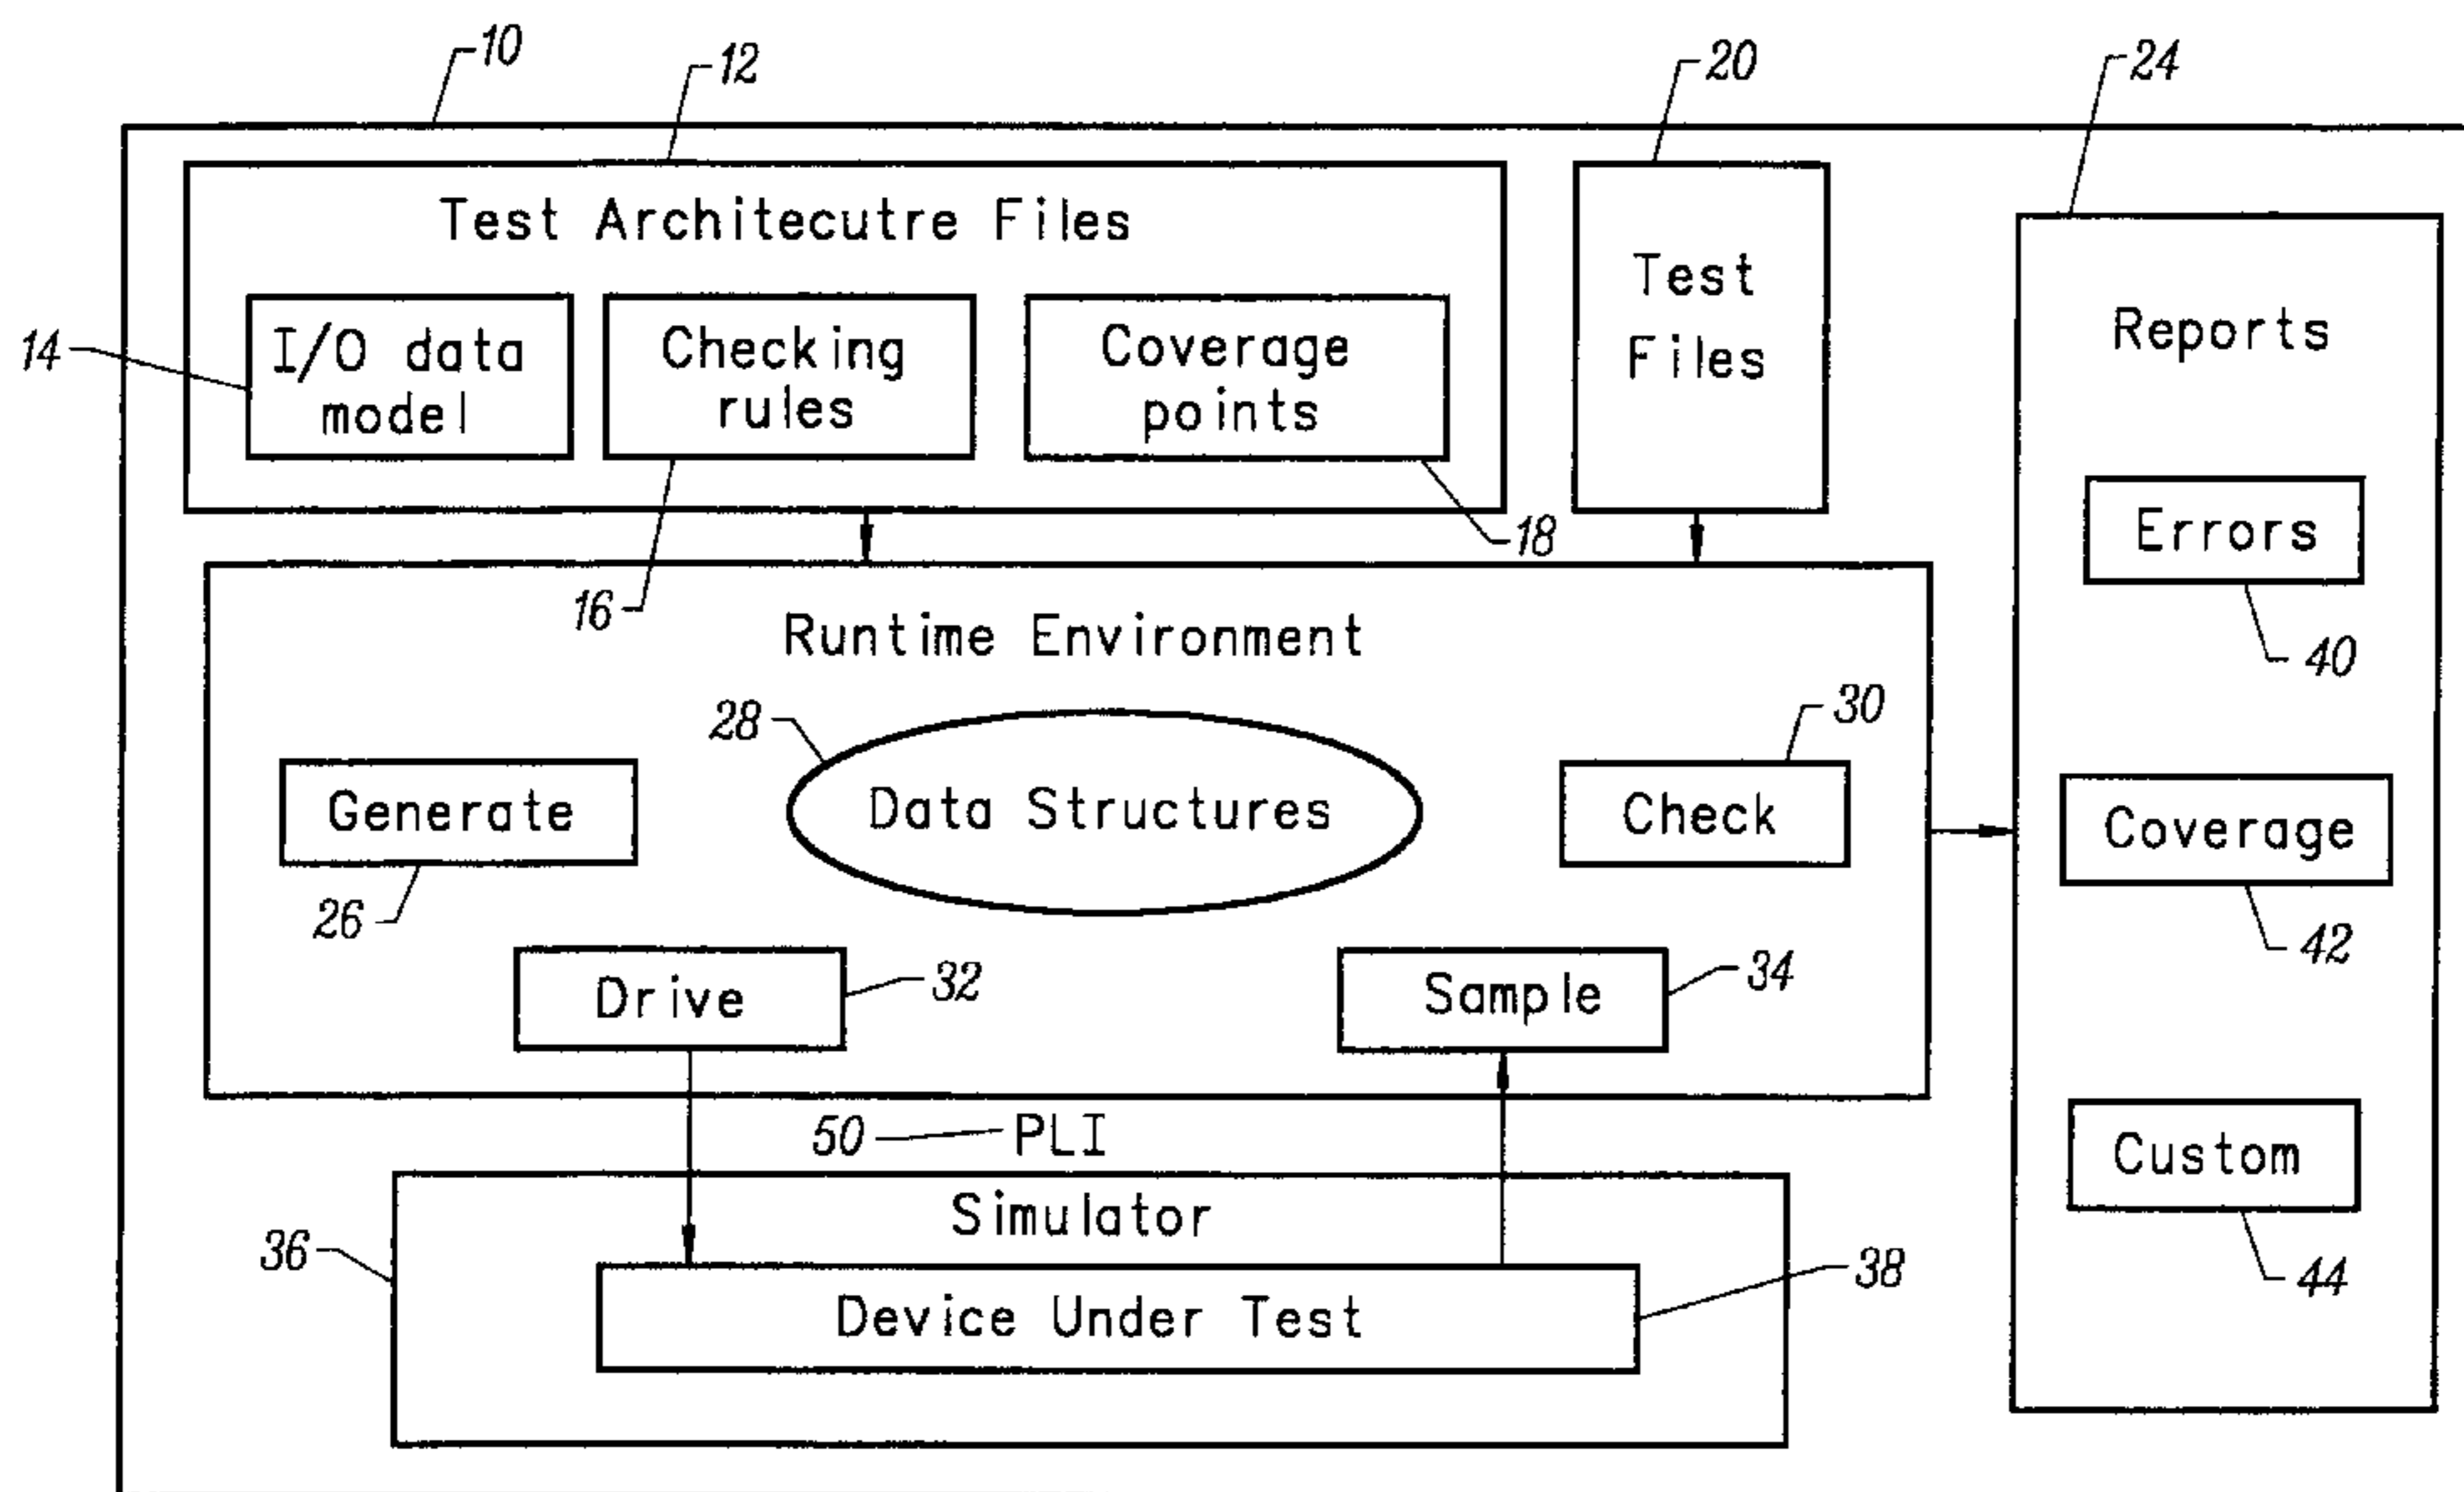 10
12
20
24
Test Architecutre Files
Test
Files
Reports
14
I/O data
model
Checking
rules
Coverage
points
Errors
18
16
40
Runtime Environment
28
30
Generate
Data Structures
Check
Coverage
26
42
Drive
32
Sample
34
50
PLI
Custom
Simulator
36
38
44
Device Under Test